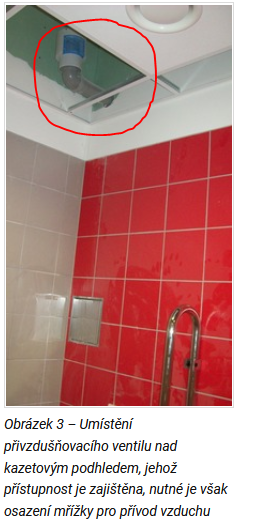 Obrázek 3 – Umístění
přivzdušňovacího ventilu nad
kazetovým podhledem, jehož
přístupnost je zajištěna, nutné je však
osazení mřížky pro přívod vzduchu